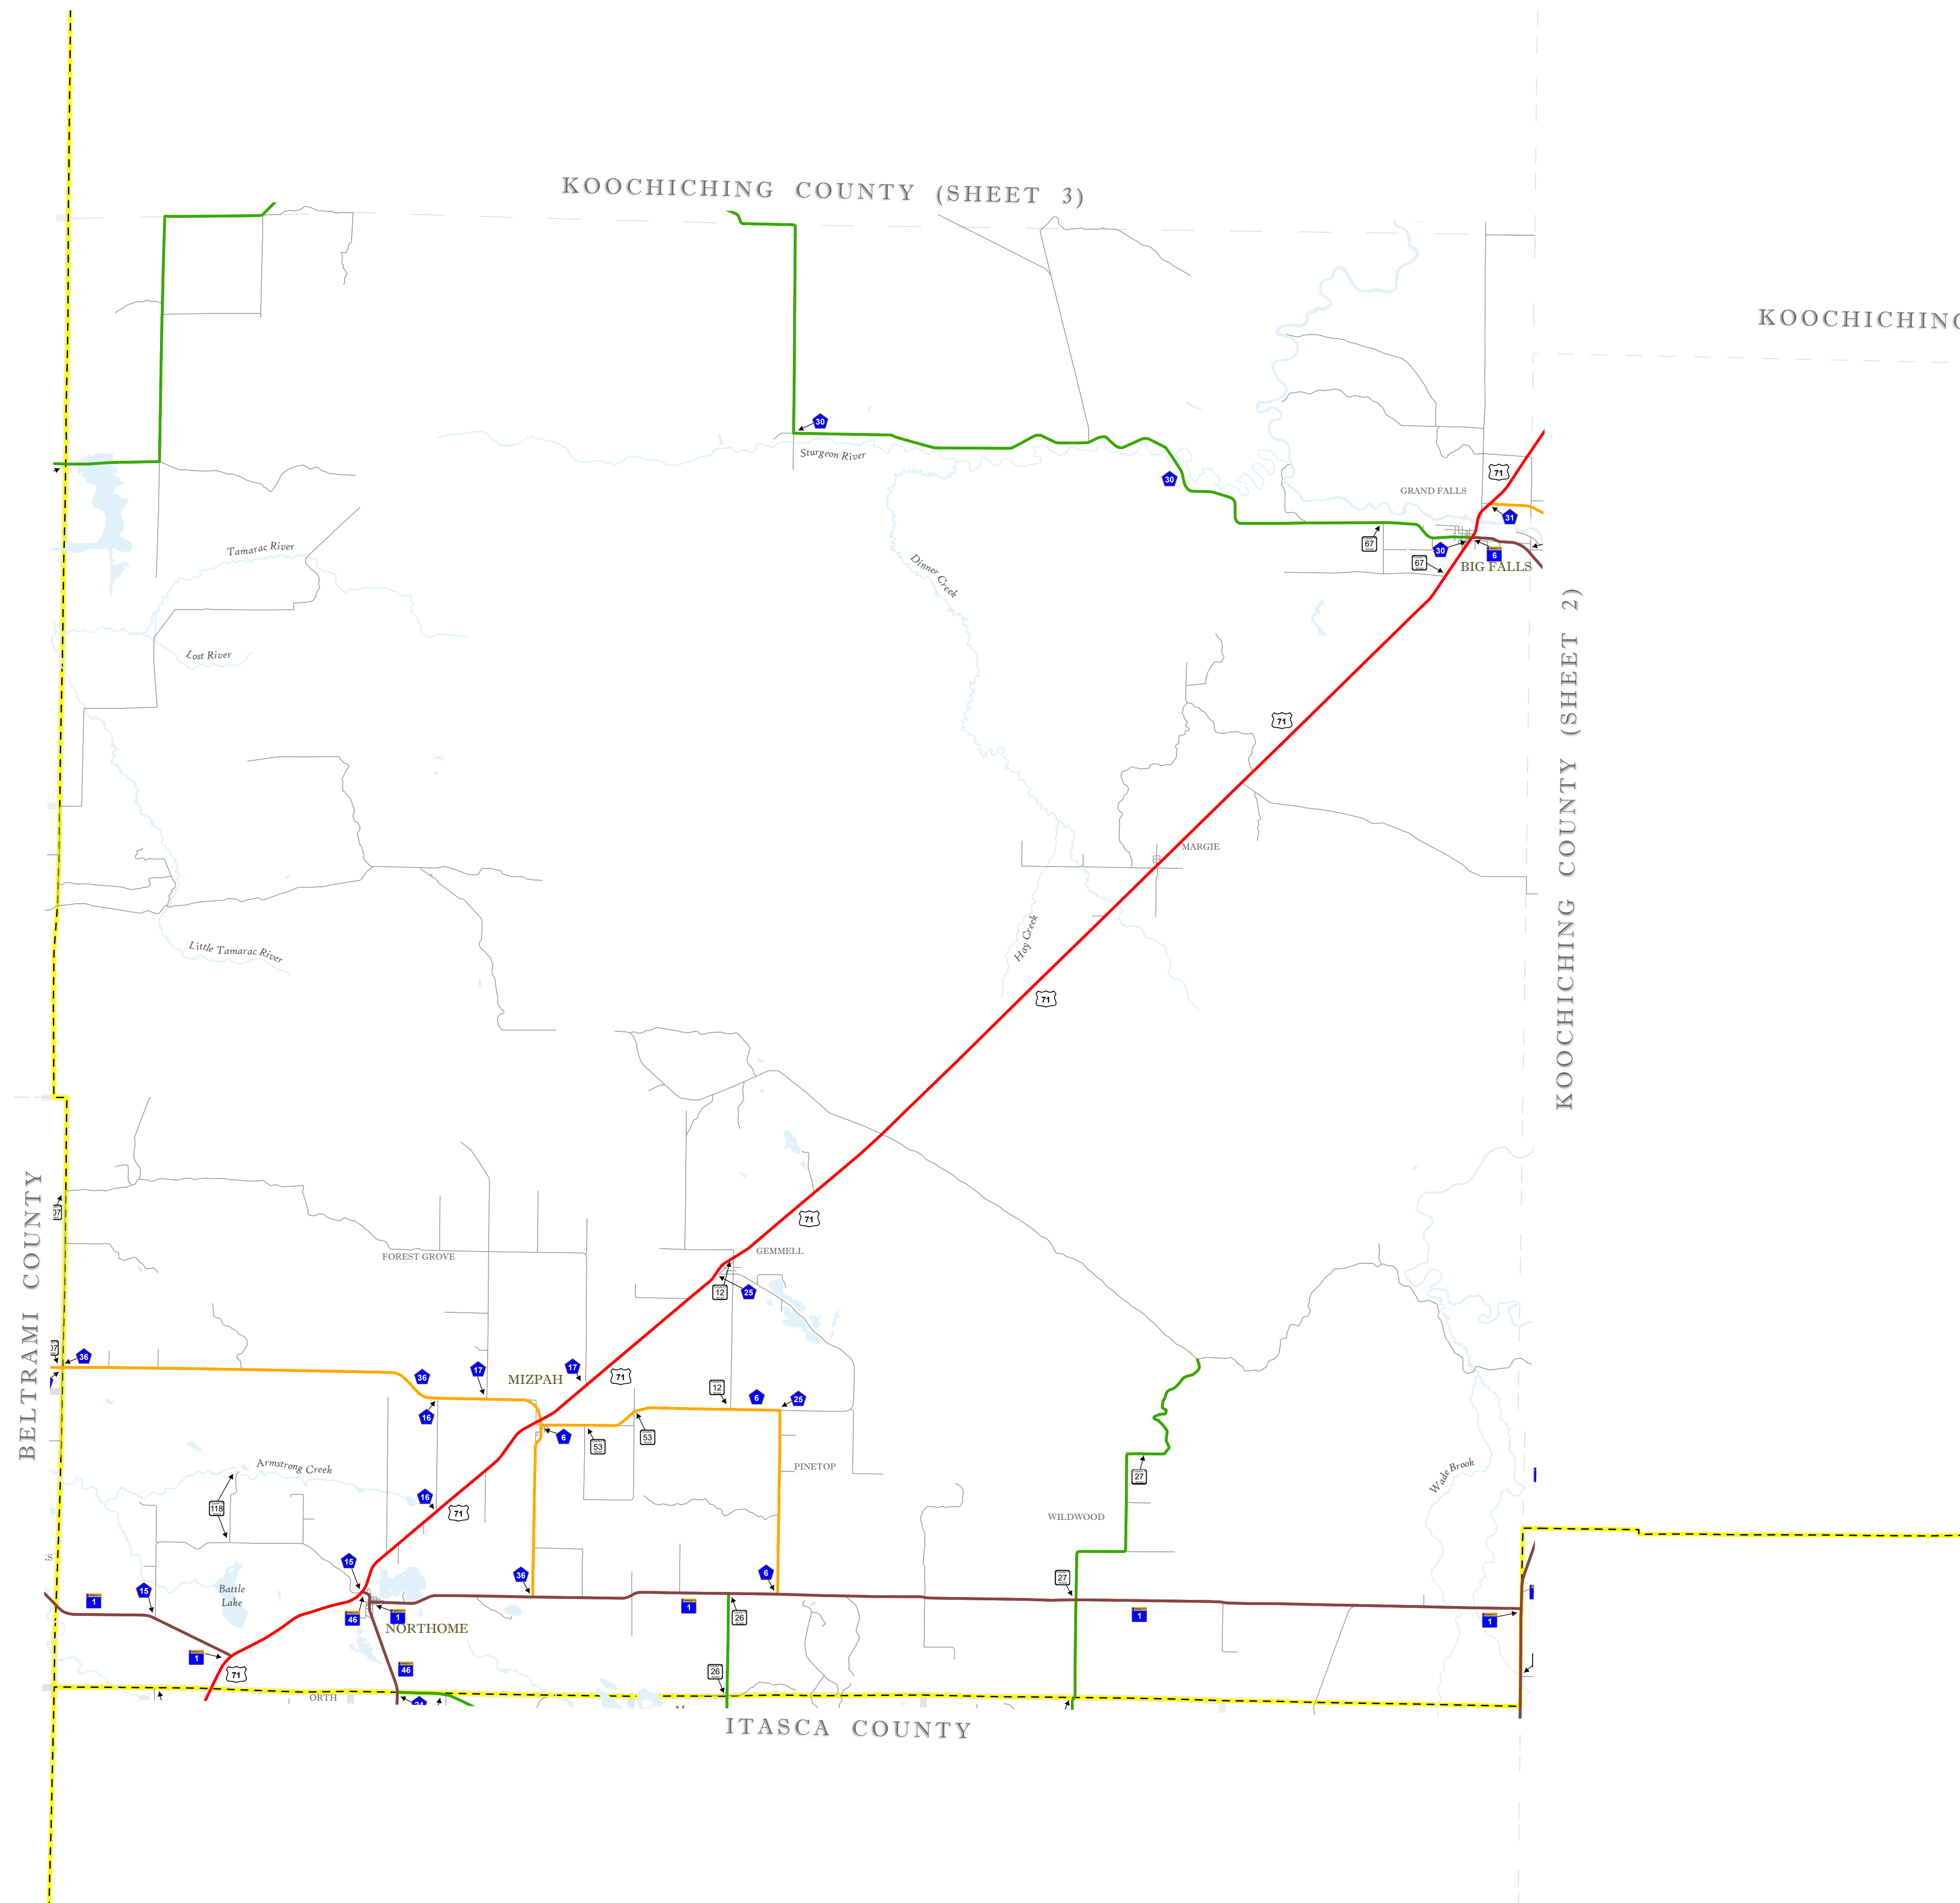 KOOCHICHING COUNTY (SHEET 3)
KOOCHICHING
30
Sturgeon River
71
30
GRAND FALLS
31
67
30
6
67
BIG FALLS
Tamarac River
Dinner Creek
KOOCHICHING COUNTY (SHEET 2)
Lost River
71
MARGIE
Hay Creek
Little Tamarac River
71
BELTRAMI COUNTY
07
71
FOREST GROVE
GEMMELL
12
25
07
36
17
17
36
MIZPAH
71
12
6
25
16
6
53
53
Armstrong Creek
PINETOP
27
Wade Brook
16
118
71
WILDWOOD
15
36
6
27
15
Battle
Lake
1
46
1
1
26
1
1
NORTHOME
1
71
46
26
ORTH
ITASCA COUNTY